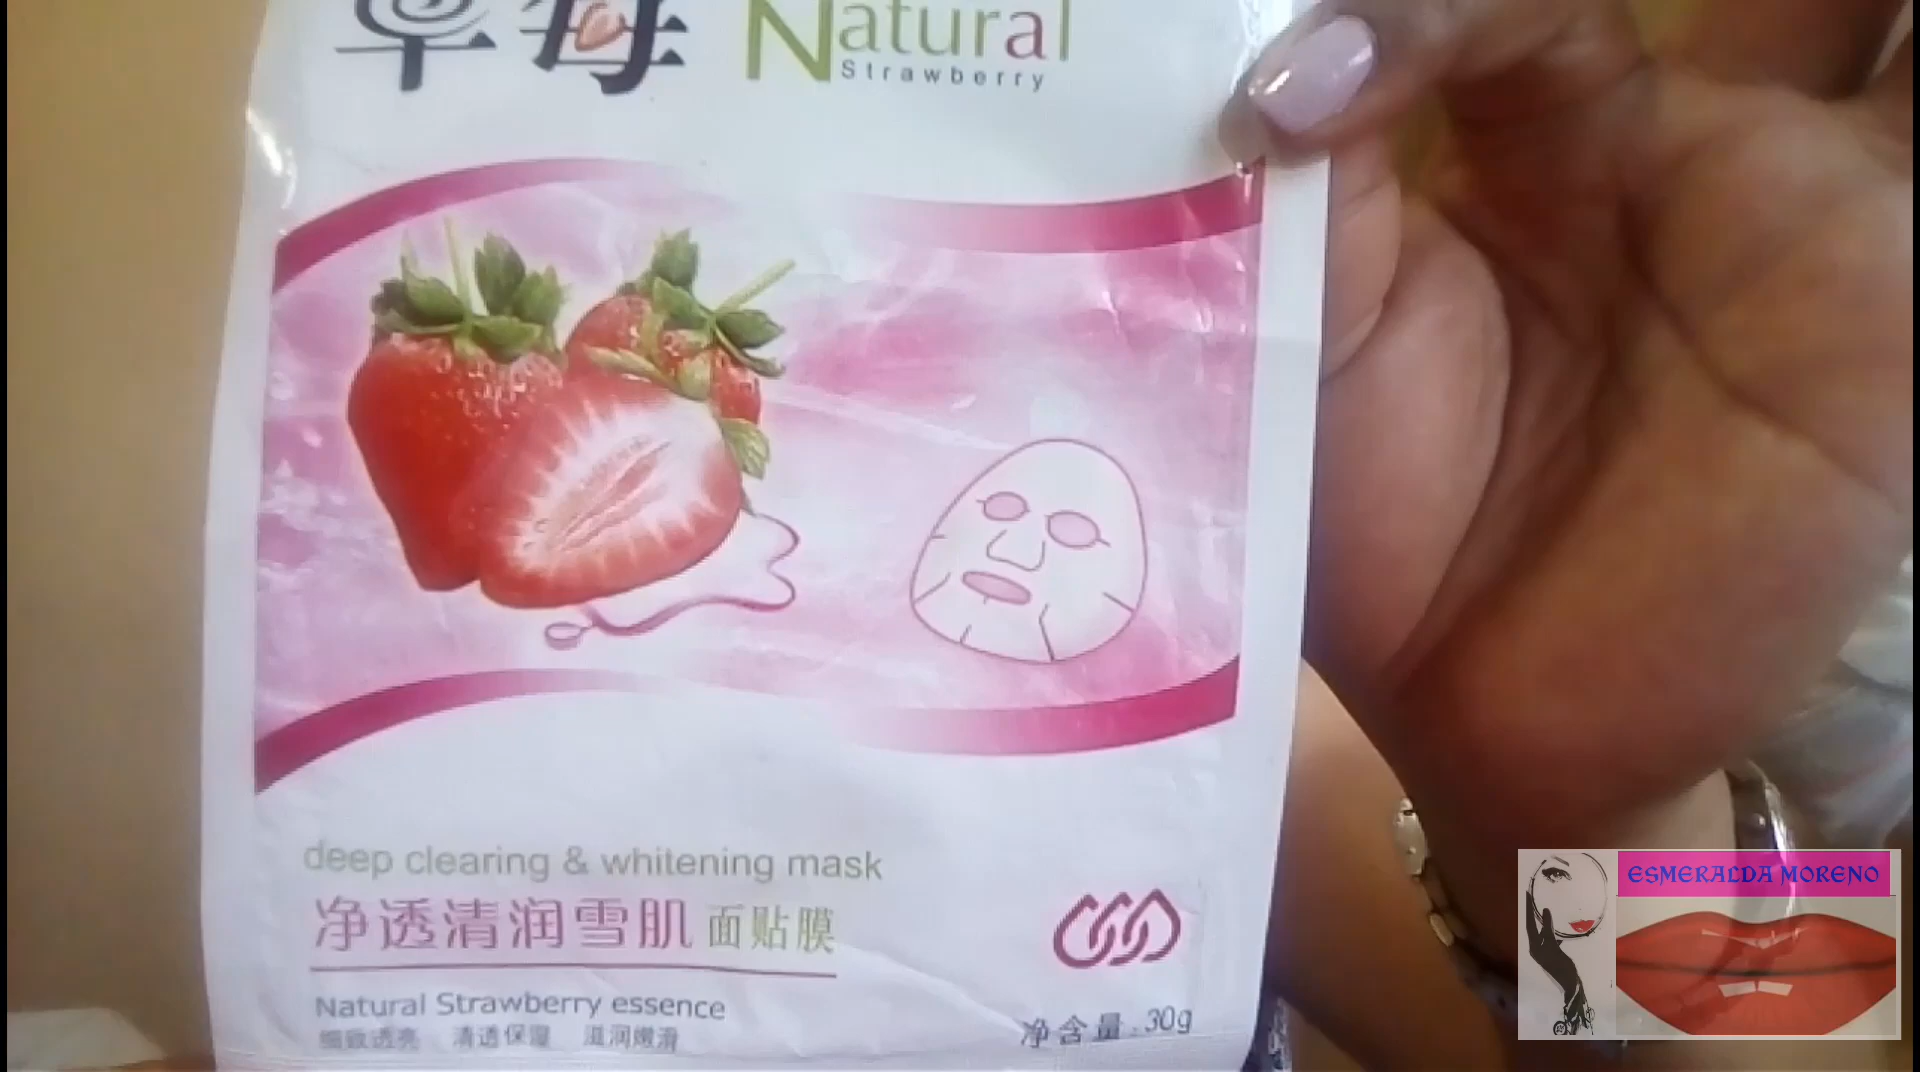 草莓 Natural
Strawberry
deep clearing & whitening mask
净透清润雪肌面贴膜
Natural Strawberry essence
细致透亮 清透保湿 滋润嫩滑
净含量:30g
ESMERALDA MORENO